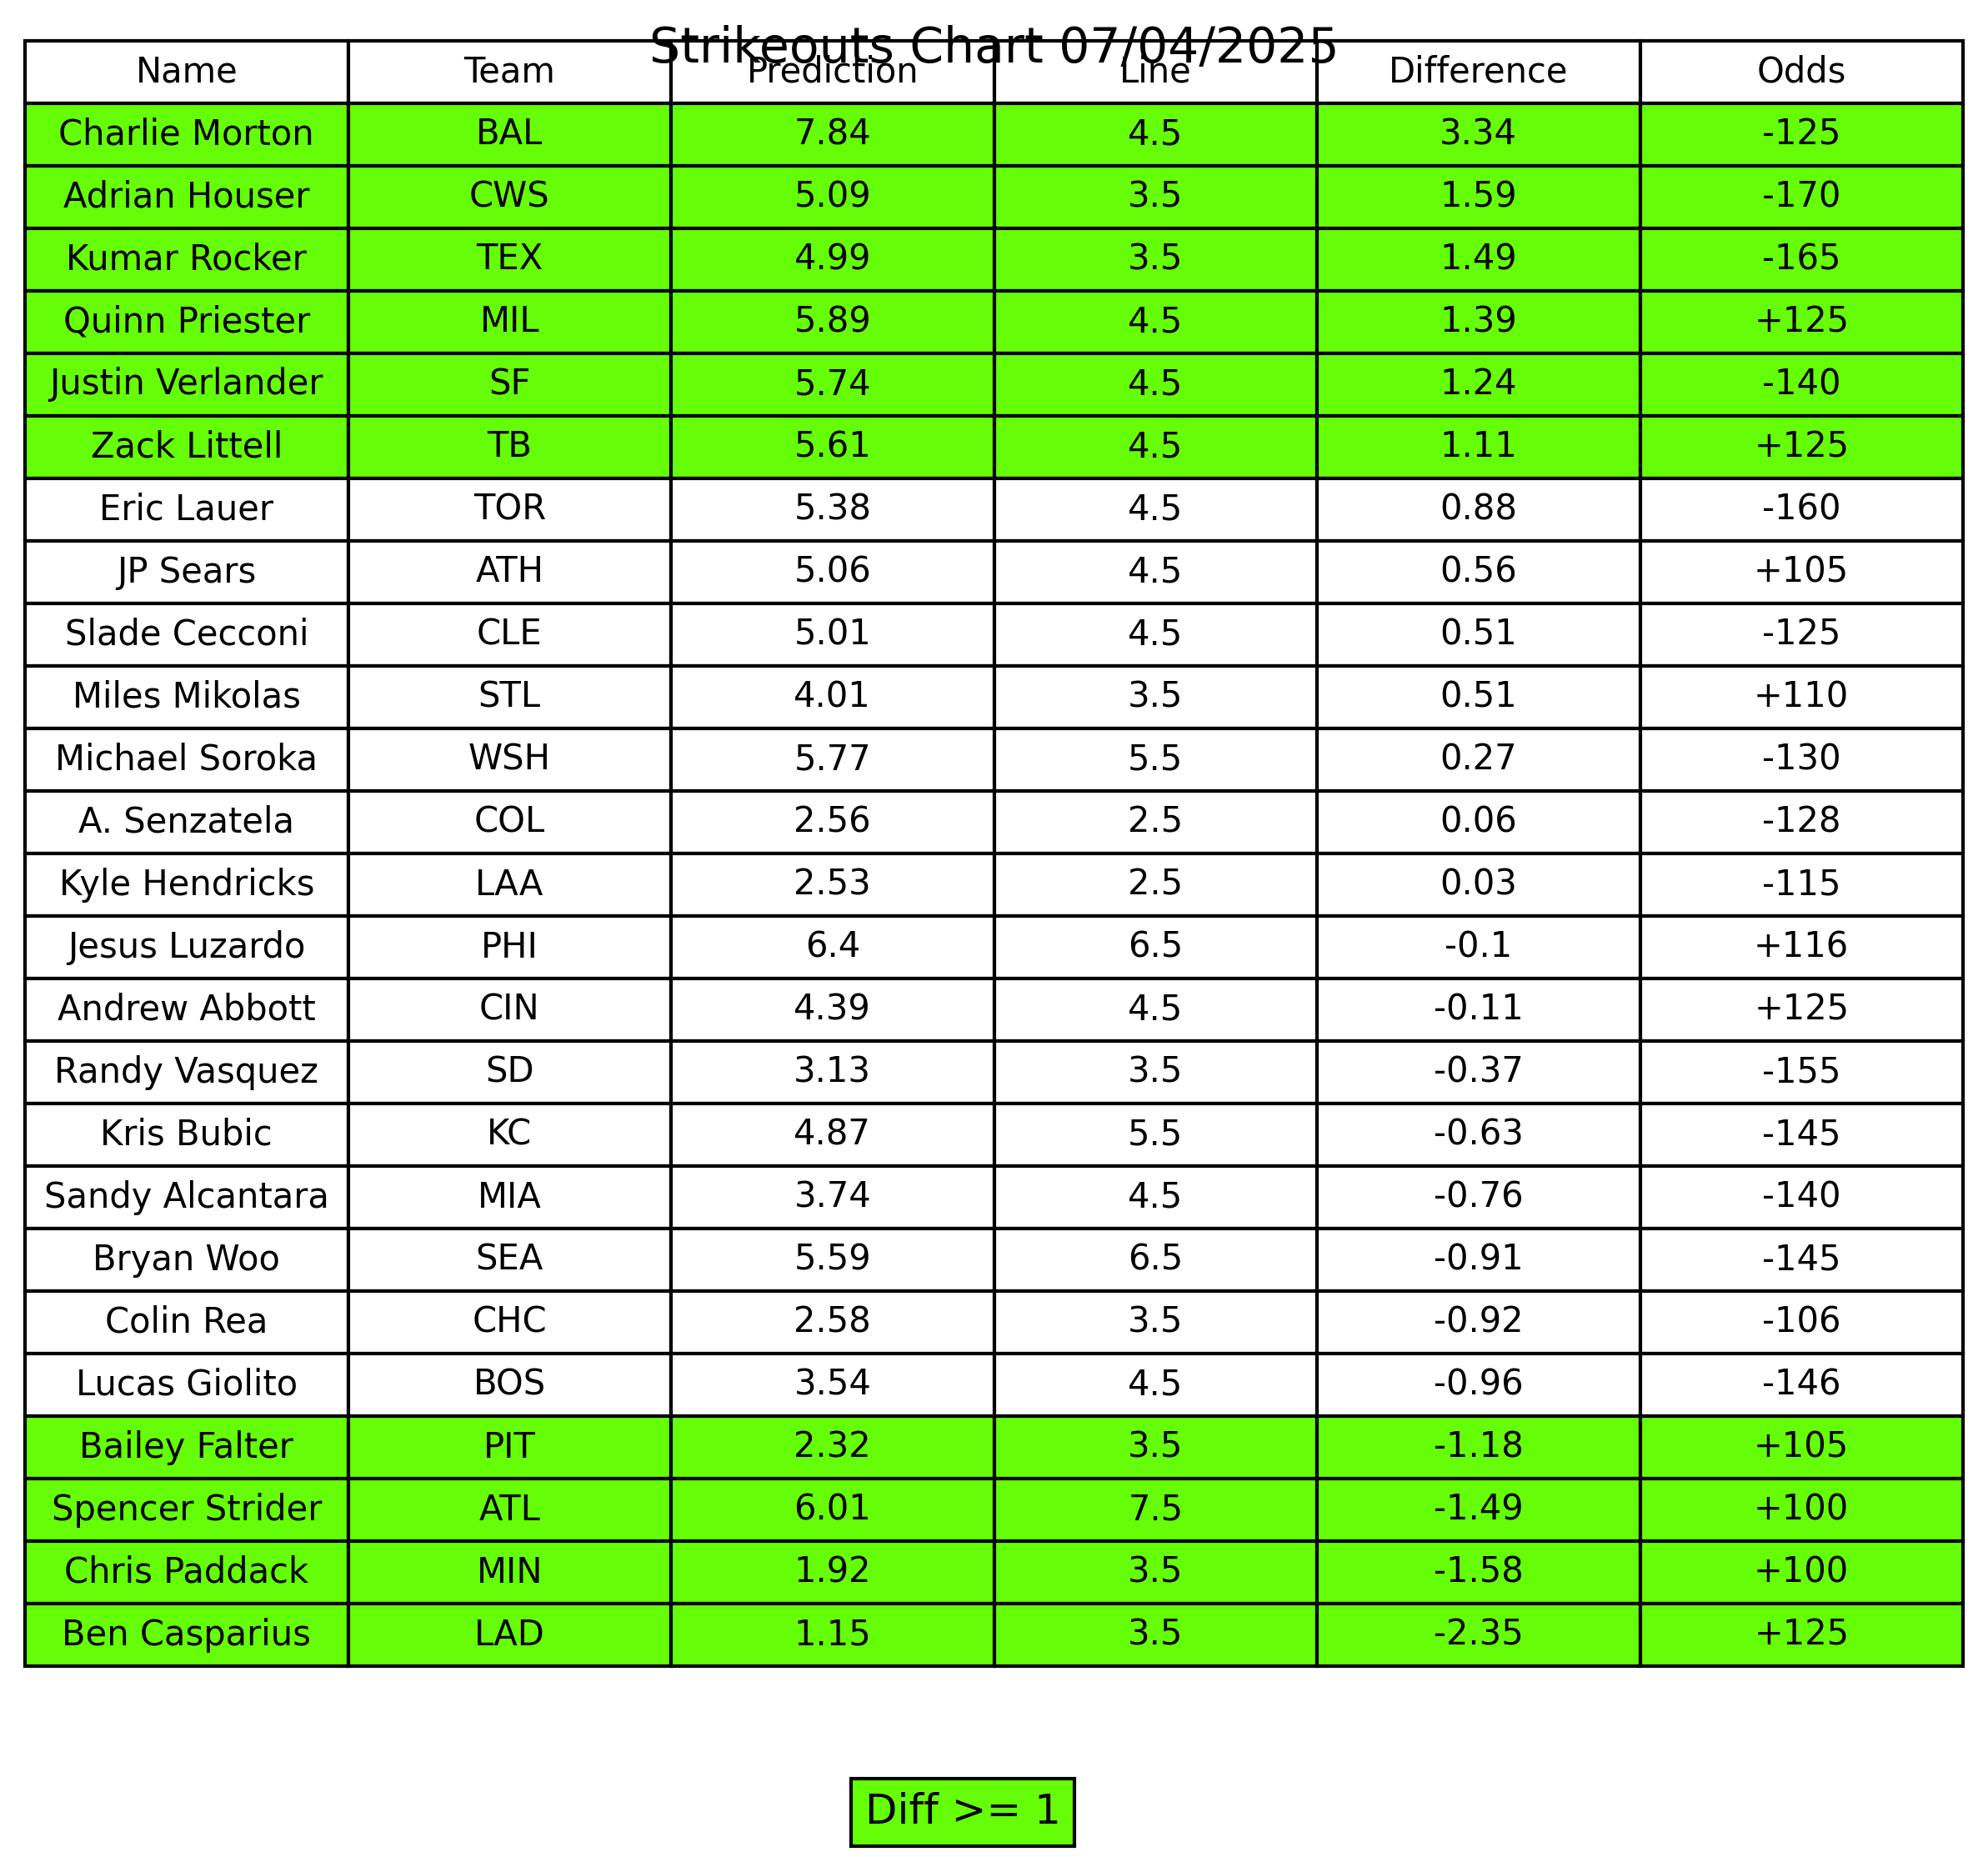 Strikeouts Chart 07/04/2025
Name Team Prediction Line Difference Odds
Charlie Morton BAL 7.84 4.5 3.34 -125
Adrian Houser CWS 5.09 3.5 1.59 -170
Kumar Rocker TEX 4.99 3.5 1.49 -165
Quinn Priester MIL 5.89 4.5 1.39 +125
Justin Verlander SF 5.74 4.5 1.24 -140
Zack Littell TB 5.61 4.5 1.11 +125
Eric Lauer TOR 5.38 4.5 0.88 -160
JP Sears ATH 5.06 4.5 0.56 +105
Slade Cecconi CLE 5.01 4.5 0.51 -125
Miles Mikolas STL 4.01 3.5 0.51 +110
Michael Soroka WSH 5.77 5.5 0.27 -130
A. Senzatela COL 2.56 2.5 0.06 -128
Kyle Hendricks LAA 2.53 2.5 0.03 -115
Jesus Luzardo PHI 6.4 6.5 -0.1 +116
Andrew Abbott CIN 4.39 4.5 -0.11 +125
Randy Vasquez SD 3.13 3.5 -0.37 -155
Kris Bubic KC 4.87 5.5 -0.63 -145
Sandy Alcantara MIA 3.74 4.5 -0.76 -140
Bryan Woo SEA 5.59 6.5 -0.91 -145
Colin Rea CHC 2.58 3.5 -0.92 -106
Lucas Giolito BOS 3.54 4.5 -0.96 -146
Bailey Falter PIT 2.32 3.5 -1.18 +105
Spencer Strider ATL 6.01 7.5 -1.49 +100
Chris Paddack MIN 1.92 3.5 -1.58 +100
Ben Casparius LAD 1.15 3.5 -2.35 +125
Diff >= 1